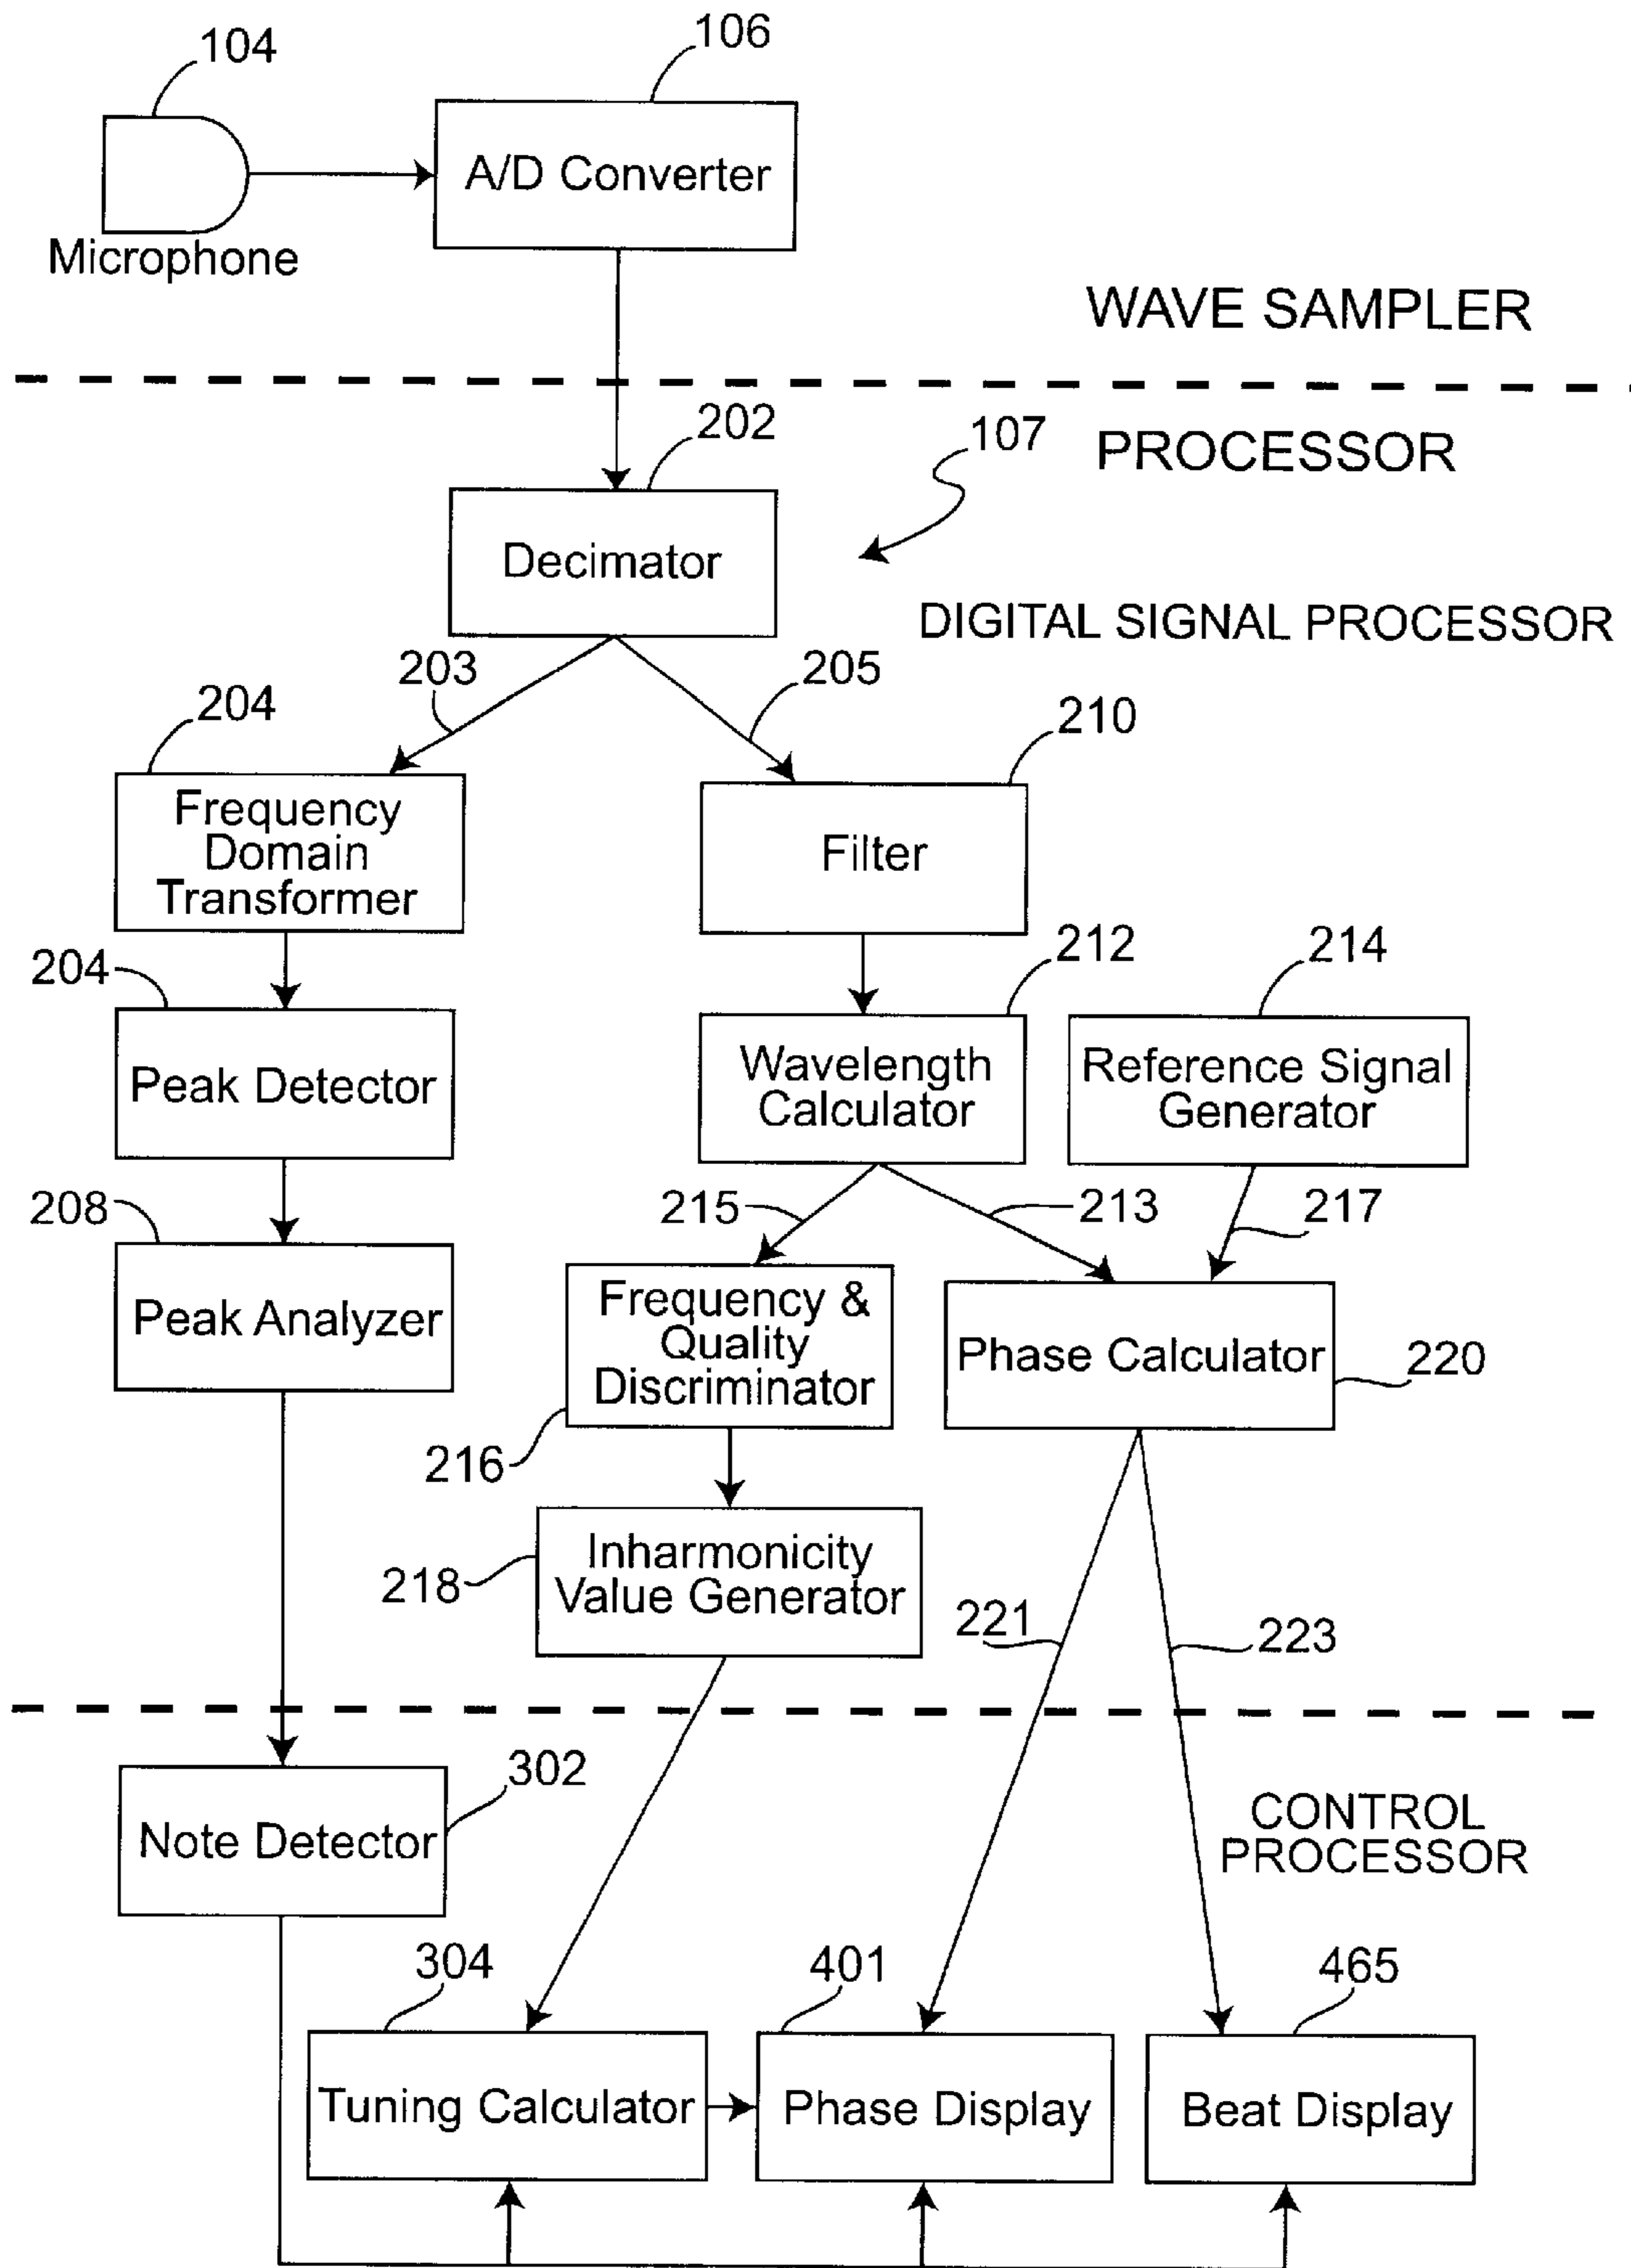 104
106
A/D Converter
Microphone
WAVE SAMPLER
202
107
PROCESSOR
Decimator
DIGITAL SIGNAL PROCESSOR
203
205
204
210
Frequency
Domain
Transformer
Filter
204
212
214
Peak Detector
Wavelength
Calculator
Reference Signal
Generator
208
215
213
217
Peak Analyzer
Frequency &
Quality
Discriminator
Phase Calculator
220
216
Inharmonicity
Value Generator
218
221
223
302
Note Detector
CONTROL
PROCESSOR
304
401
465
Tuning Calculator
Phase Display
Beat Display